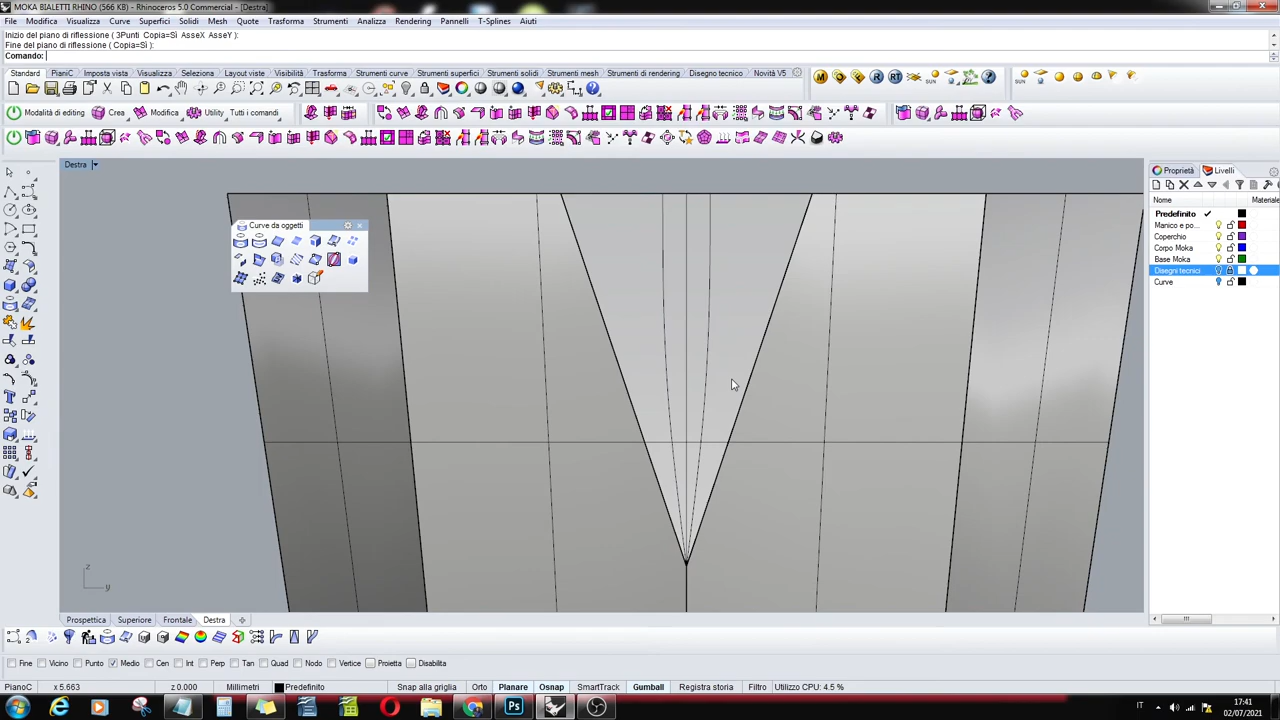 MOKA BIALETTI RHINO (566 KB) - Rhinoceros 5.0 Commercial - [Destra]
File Modifica Visualizza Curve Superfici Solidi Mesh Quote Trasforma Strumenti Analizza Rendering Pannelli T-Splines Aiuti
Inizio del piano di riflessione ( 3Punti Copia=Sì AsseX AsseY ):
Fine del piano di riflessione ( Copia=Sì ):
Comando:
Standard PianiC Imposta vista Visualizza Selezione Layout viste Visibilità Trasforma Strumenti curve Strumenti superfici Strumenti solidi Strumenti mesh Strumenti di rendering Disegno tecnico Novità V5
Modalità di editing Crea Modifica Utility Tutti i comandi
Destra
Proprietà Livelli
Nome Materiale
Predefinito
Manico e po...
Coperchio
Corpo Moka
Base Moka
Disegni tecnici
Curve
Curve da oggetti
z
y
Prospettica Superiore Frontale Destra
Fine Vicino Punto Medio Cen Int Perp Tan Quad Nodo Vertice Proietta Disabilita
PianoC x 5.663 z 0.000 Millimetri Predefinito Snap alla griglia Orto Planare Osnap SmartTrack Gumball Registra storia Filtro Utilizzo CPU: 4.5 %
IT 17:41
02/07/2021